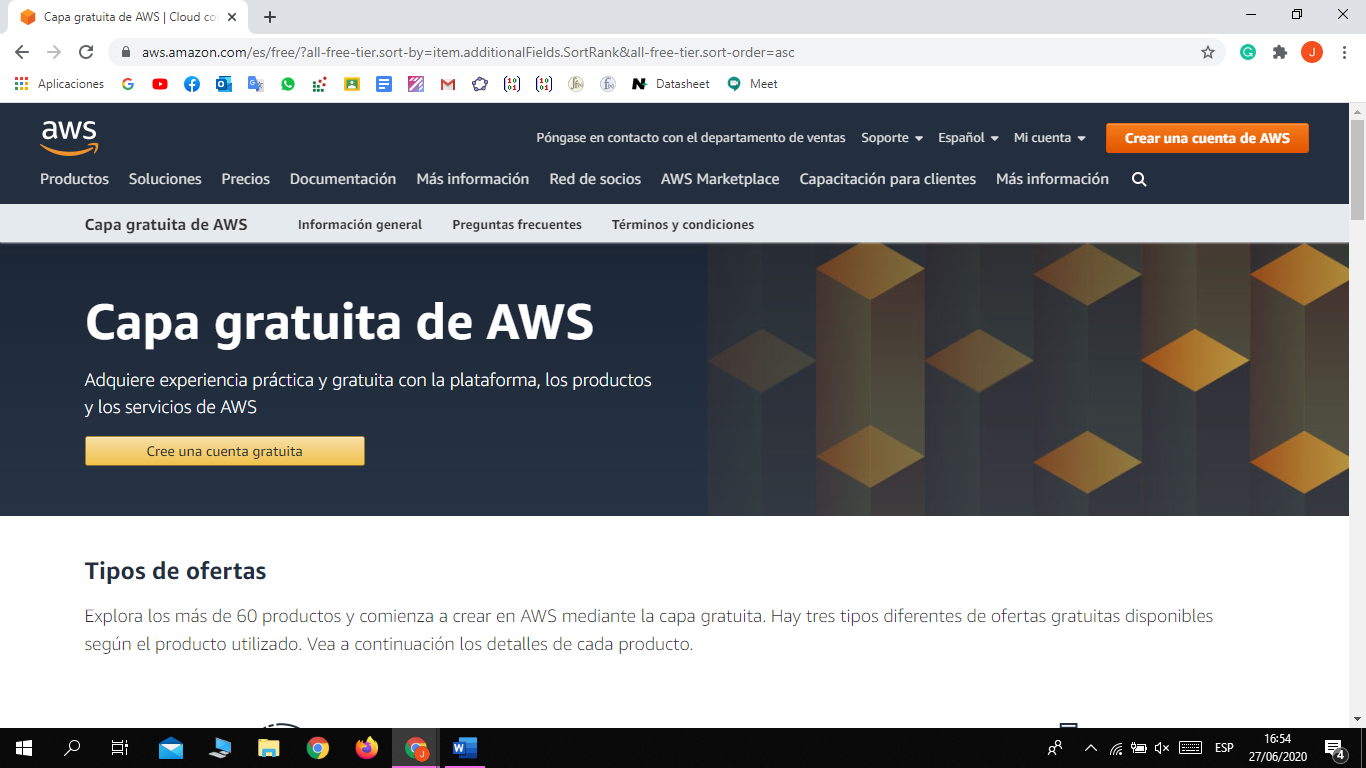 Capa gratuita de AWS | Cloud co
aws.amazon.com/es/free/?all-free-tier.sort-by=item.additionalFields.SortRank&all-free-tier.sort-order=asc
J
Aplicaciones
Datasheet
Meet
aws
Póngase en contacto con el departamento de ventas Soporte Español Mi cuenta Crear una cuenta de AWS
Productos Soluciones Precios Documentación Más información Red de socios AWS Marketplace Capacitación para clientes Más información
Capa gratuita de AWS Información general Preguntas frecuentes Términos y condiciones
Capa gratuita de AWS
Adquiere experiencia práctica y gratuita con la plataforma, los productos
y los servicios de AWS
Cree una cuenta gratuita
Tipos de ofertas
Explora los más de 60 productos y comienza a crear en AWS mediante la capa gratuita. Hay tres tipos diferentes de ofertas gratuitas disponibles
según el producto utilizado. Vea a continuación los detalles de cada producto.
ESP
16:54
27/06/2020
4